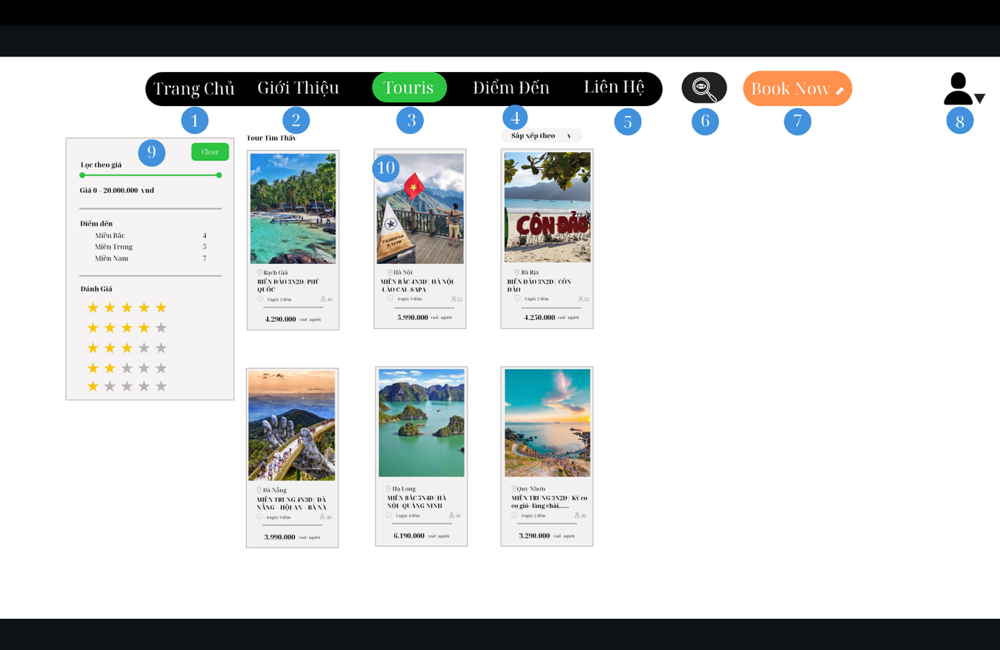 Trang Chủ Giới Thiệu Touris Điểm Đến Liên Hệ Book Now
1 2 3 4 5 6 7 8
9 Clear
Lọc theo giá
Giá 0 – 20.000.000 vnd
Điểm đến
Miền Bắc 4
Miền Trung 5
Miền Nam 7
Đánh Giá
Tour Tìm Thấy
Sắp xếp theo v
Rạch Giá
BIỂN ĐẢO 3N2Đ | PHÚ
QUỐC
3 ngày 2 đêm 46
4.290.000 vnd / người
10
FANSIPAN
3.143M
Hà Nội
MIỀN BẮC 4N3Đ | HÀ NỘI-
-LÀO CAI–SAPA
4 ngày 3 đêm 52
5.990.000 vnd / người
CÔN ĐẢO
Bà Rịa
BIỂN ĐẢO 3N2Đ | CÔN
ĐẢO
3 ngày 2 đêm 32
4.250.000 vnd / người
Đà Nẵng
MIỀN TRUNG 4N3Đ | ĐÀ
NẴNG – HỘI AN – BÀ NÀ
4 ngày 3 đêm 46
3.990.000 vnd / người
Hạ Long
MIỀN BẮC 5N4Đ | HÀ
NỘI–QUẢNG NINH
5 ngày 4 đêm 46
6.190.000 vnd / người
Quy Nhơn
MIỀN TRUNG 3N2Đ | Kỳ co
eo gió–làng chài......
3 ngày 2 đêm 46
3.290.000 vnd / người